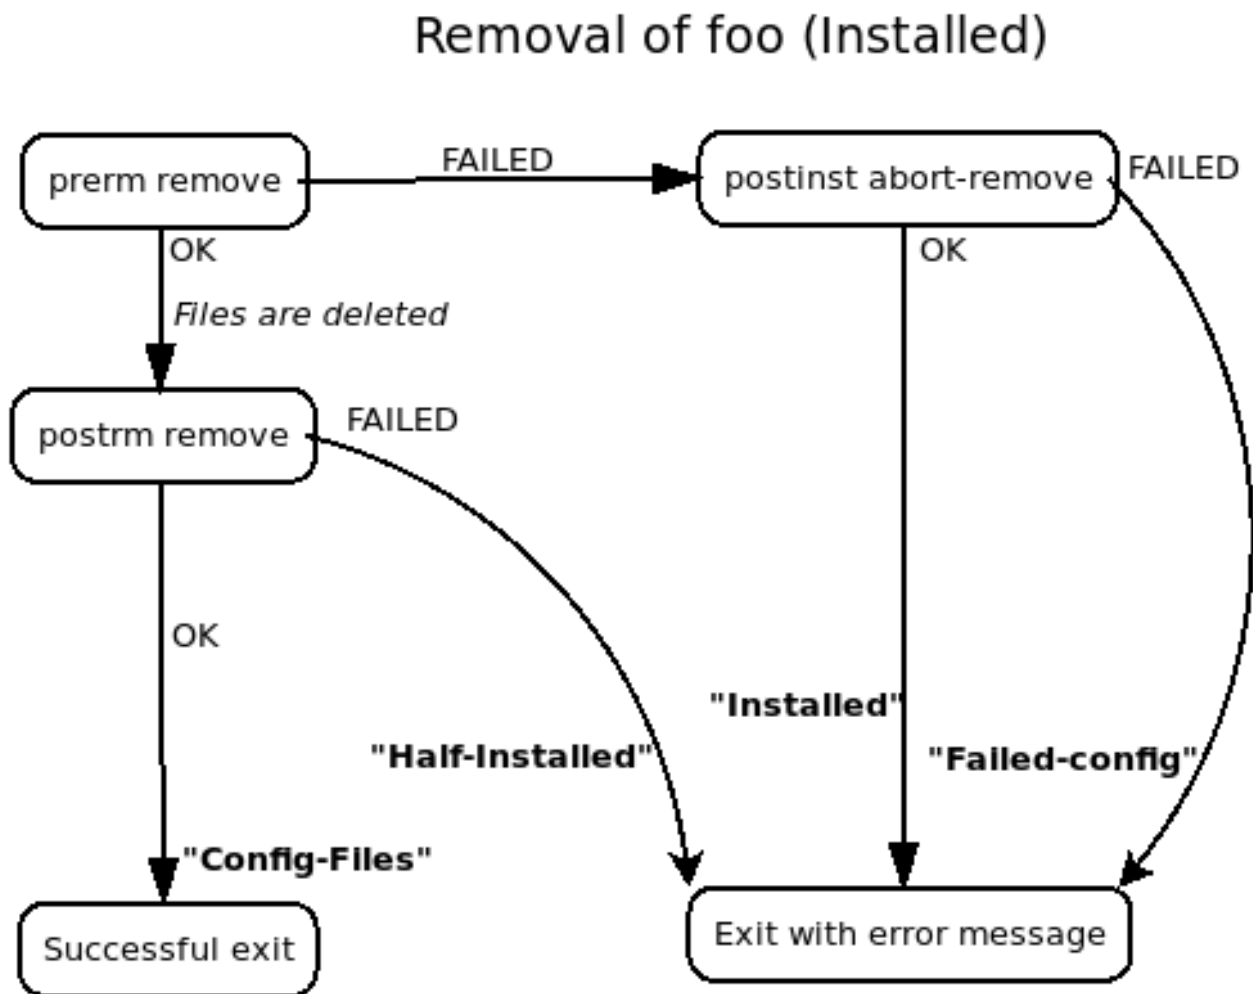 Removal of foo (Installed)
prerm remove
FAILED
postinst abort-remove
FAILED
OK
OK
Files are deleted
postrm remove
FAILED
OK
"Installed"
"Half-Installed"
"Failed-config"
"Config-Files"
Successful exit
Exit with error message